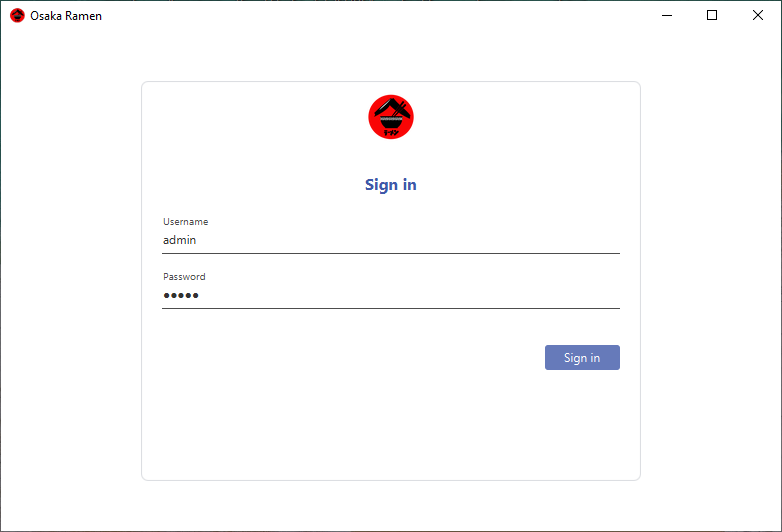 Osaka Ramen
Sign in
Username
admin
Password
●●●●●
Sign in